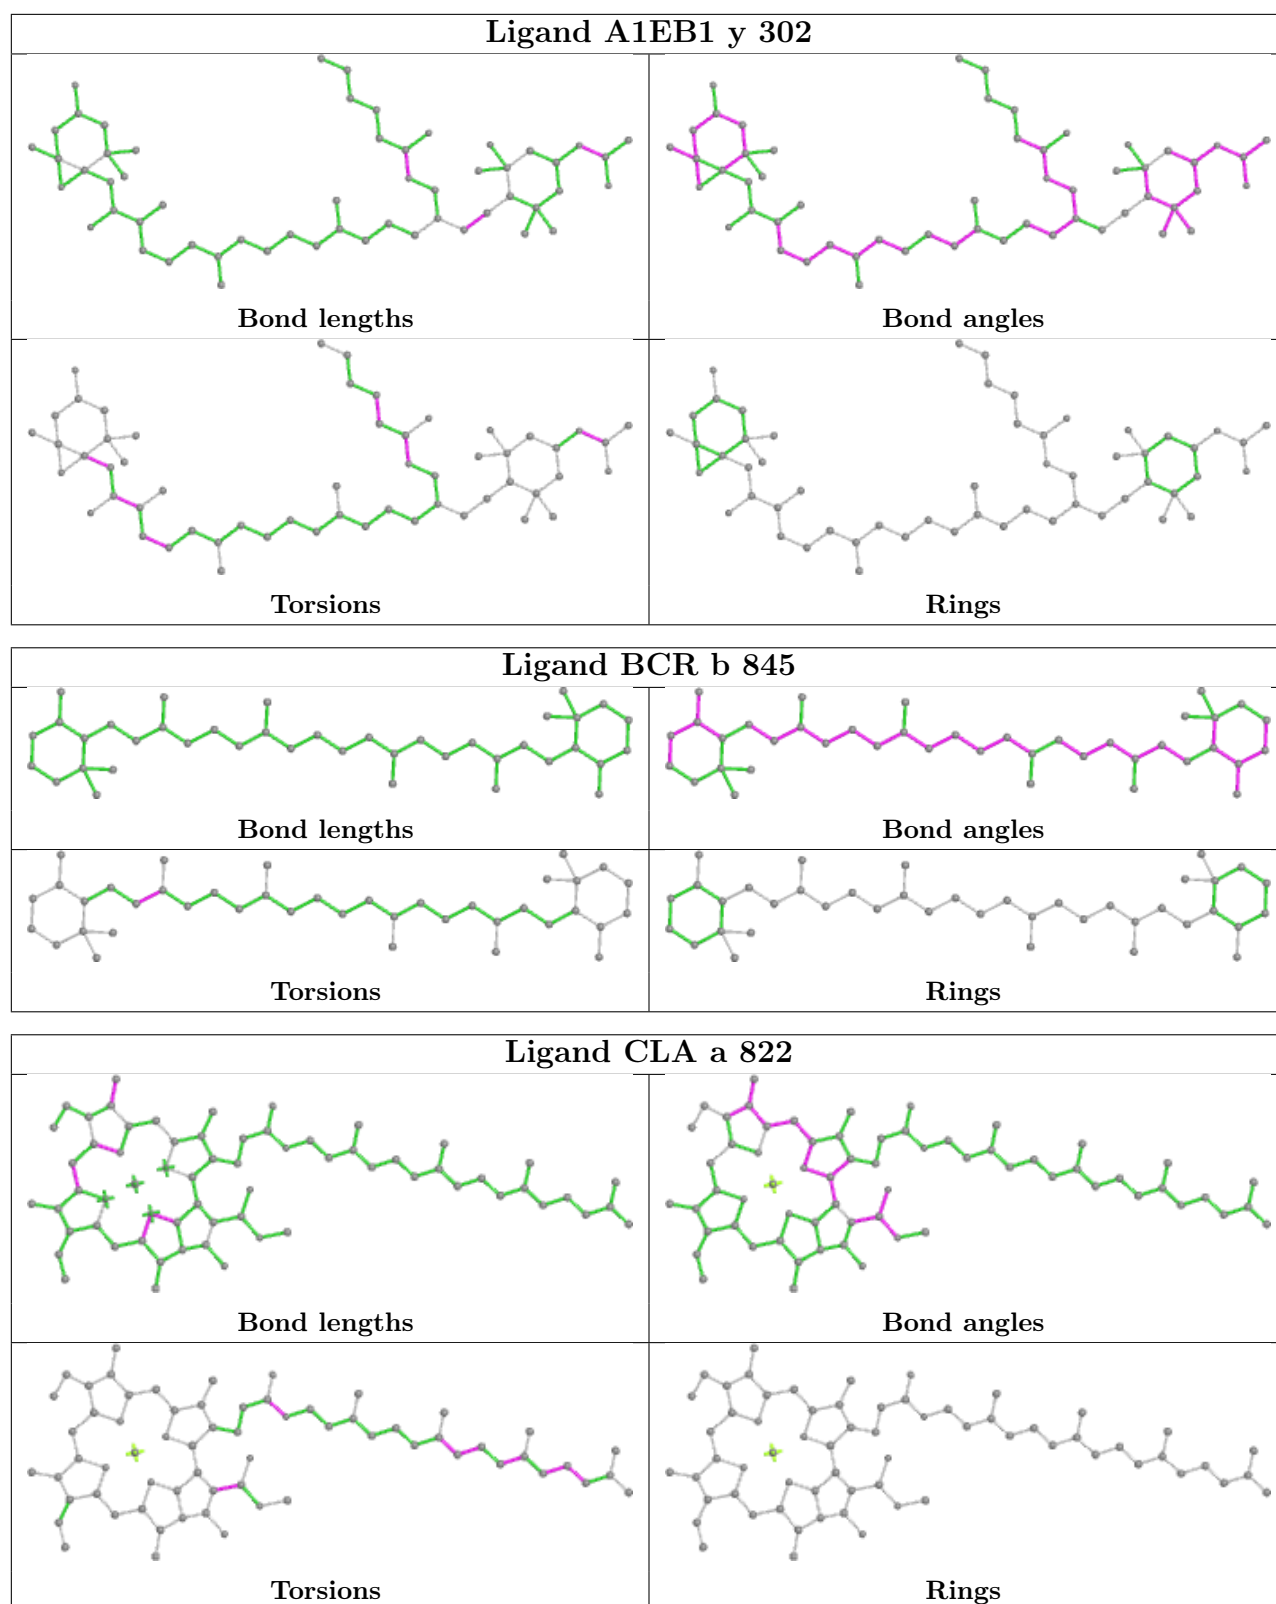 Ligand A1EB1 y 302
Bond lengths
Bond angles
Torsions
Rings
Ligand BCR b 845
Bond lengths
Bond angles
Torsions
Rings
Ligand CLA a 822
Bond lengths
Bond angles
Torsions
Rings